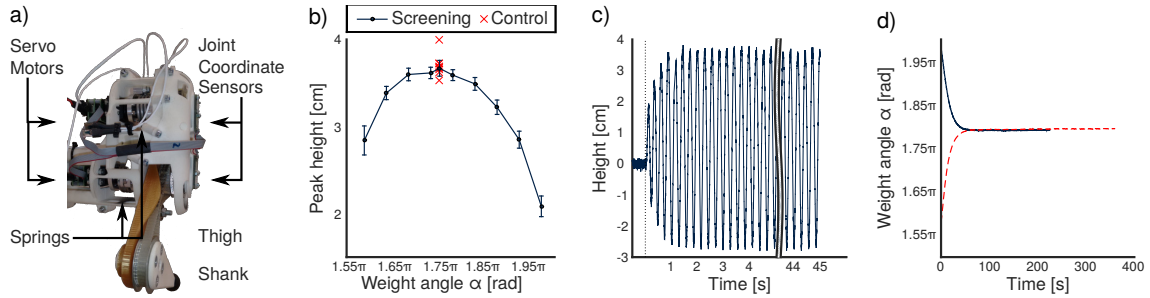 a)
Servo Motors
Joint Coordinate Sensors
Springs
Thigh
Shank
b)
Screening
Control
Peak height [cm]
4
3
2
1.55π 1.65π 1.75π 1.85π 1.95π
Weight angle α [rad]
c)
Height [cm]
4
3
2
1
0
-1
-2
-3
1 2 3 4 44 45
Time [s]
d)
Weight angle α [rad]
1.95π
1.85π
1.75π
1.65π
1.55π
0 100 200 300 400
Time [s]